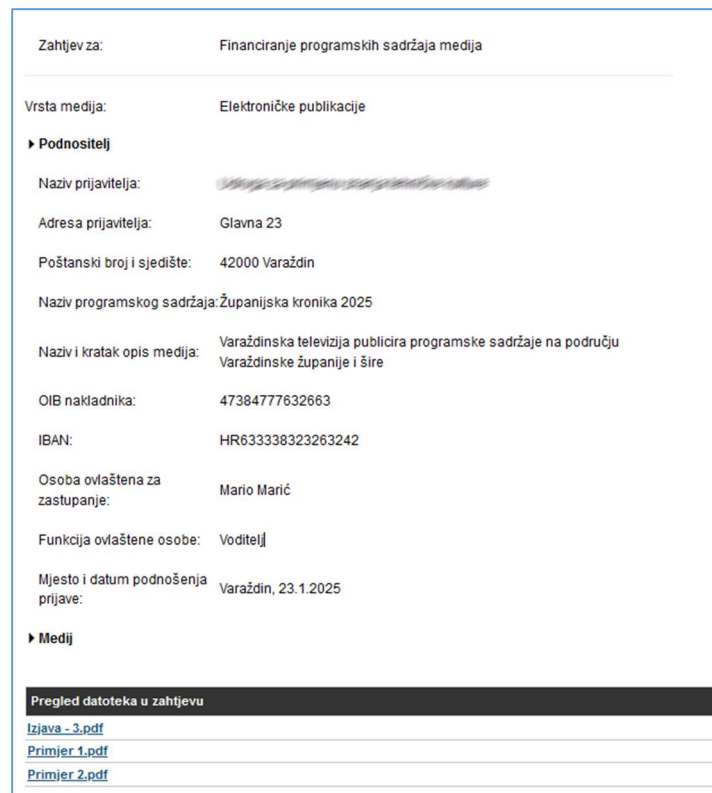 Zahtjev za: Financiranje programskih sadržaja medija
Vrsta medija: Elektroničke publikacije
Podnositelj
Naziv prijavitelja:
Adresa prijavitelja: Glavna 23
Poštanski broj i sjedište: 42000 Varaždin
Naziv programskog sadržaja: Županijska kronika 2025
Naziv i kratak opis medija: Varaždinska televizija publicira programske sadržaje na području
Varaždinske županije i šire
OIB nakladnika: 47384777632663
IBAN: HR633338323263242
Osoba ovlaštena za
zastupanje: Mario Marić
Funkcija ovlaštene osobe: Voditelj
Mjesto i datum podnošenja
prijave: Varaždin, 23.1.2025
Medij
Pregled datoteka u zahtjevu
Izjava - 3.pdf
Primjer 1.pdf
Primjer 2.pdf